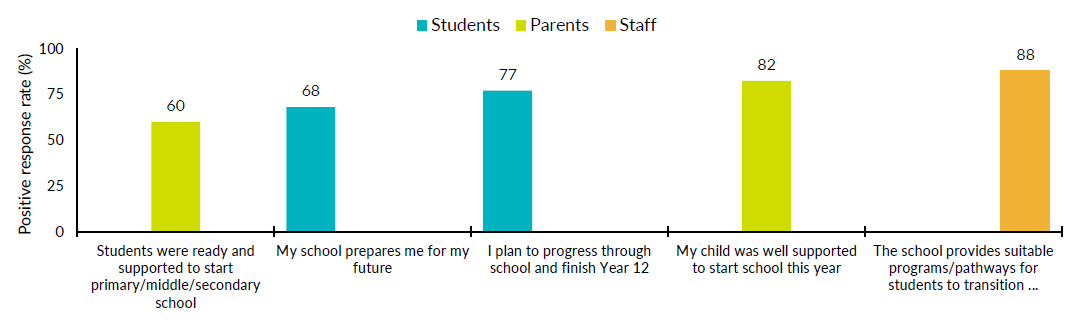 Students Parents Staff
Positive response rate (%)
100
75
50
25
0
60
68
77
82
88
Students were ready and
supported to start
primary/middle/secondary
school
My school prepares me for my
future
I plan to progress through
school and finish Year 12
My child was well supported
to start school this year
The school provides suitable
programs/pathways for
students to transition ...